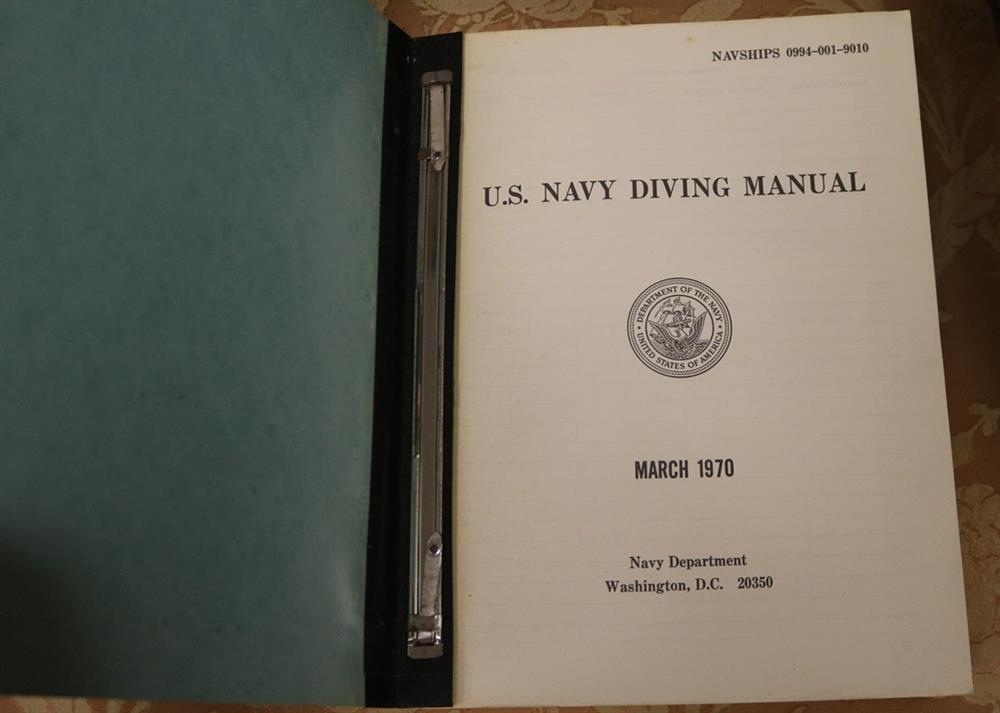 NAVSHIPS 0994-001-9010
U.S. NAVY DIVING MANUAL
DEPARTMENT OF THE NAVY
UNITED STATES OF AMERICA
MARCH 1970
Navy Department
Washington, D.C. 20350